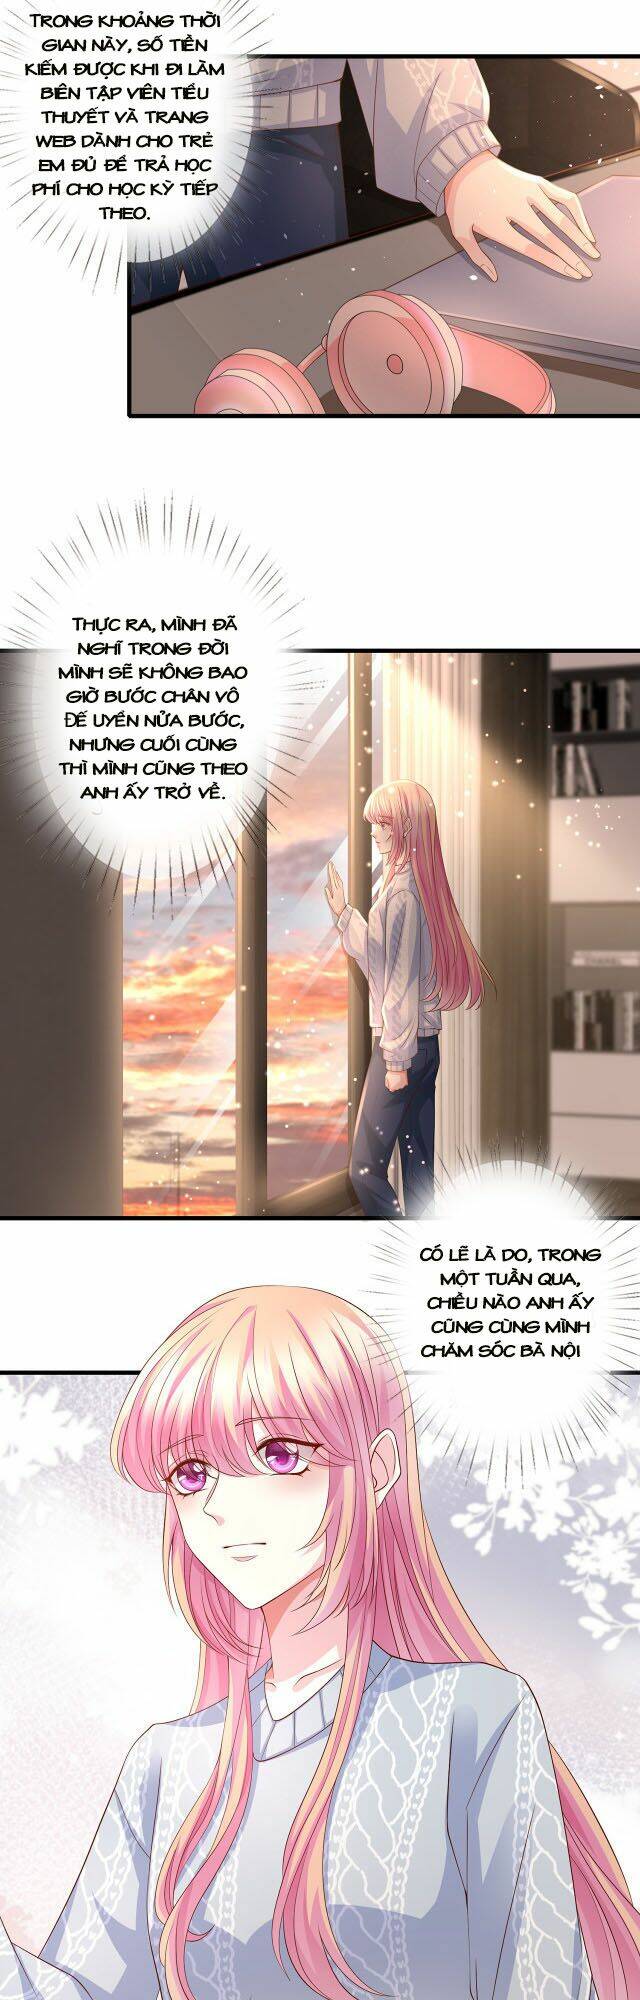 TRONG KHOẢNG THỜI
GIAN NÀY, SỐ TIỀN
KIẾM ĐƯỢC KHI ĐI LÀM
BIÊN TẬP VIÊN TIỂU
THUYẾT VÀ TRANG
WEB DÀNH CHO TRẺ
EM ĐỦ ĐỂ TRẢ HỌC
PHÍ CHO HỌC KỲ TIẾP
THEO.
THỰC RA, MÌNH ĐÃ
NGHĨ TRONG ĐỜI
MÌNH SẼ KHÔNG BAO
GIỜ BƯỚC CHÂN VÔ
ĐẾ UYỂN NỬA BƯỚC,
NHƯNG CUỐI CÙNG
THÌ MÌNH CŨNG THEO
ANH ẤY TRỞ VỀ.
CÓ LẼ LÀ DO, TRONG
MỘT TUẦN QUA,
CHIỀU NÀO ANH ẤY
CŨNG CÙNG MÌNH
CHĂM SÓC BÀ NỘI